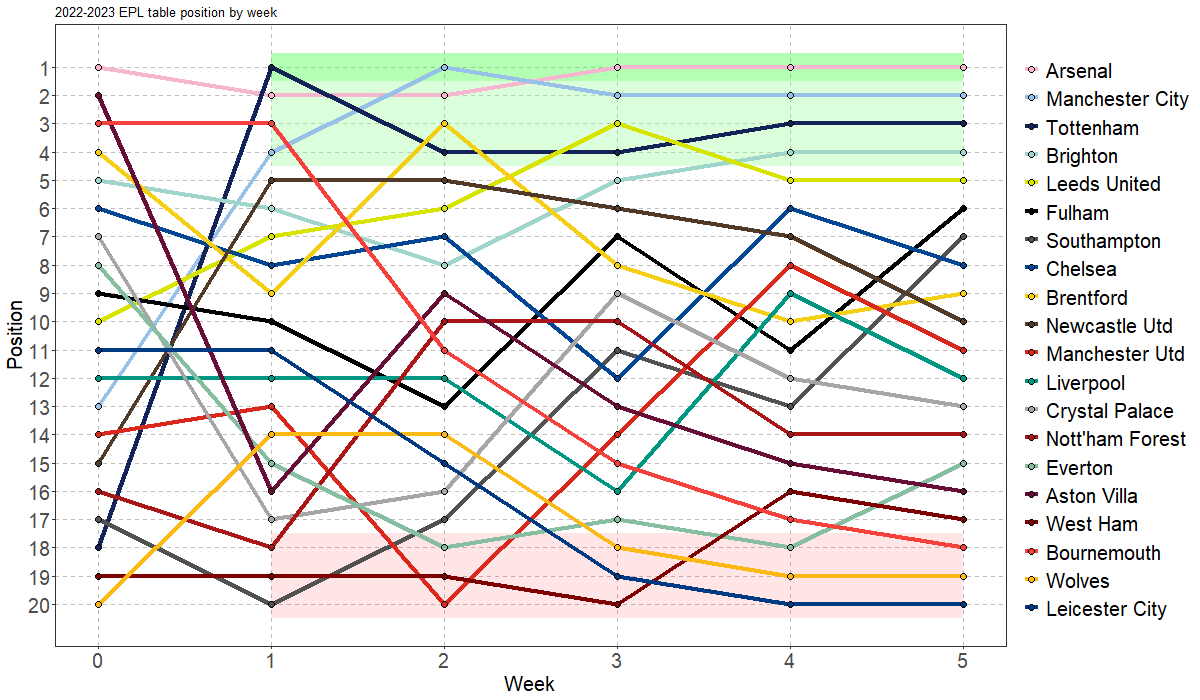 2022-2023 EPL table position by week
Position
1
2
3
4
5
6
7
8
9
10
11
12
13
14
15
16
17
18
19
20
0 1 2 3 4 5
Week
Arsenal
Manchester City
Tottenham
Brighton
Leeds United
Fulham
Southampton
Chelsea
Brentford
Newcastle Utd
Manchester Utd
Liverpool
Crystal Palace
Nott'ham Forest
Everton
Aston Villa
West Ham
Bournemouth
Wolves
Leicester City